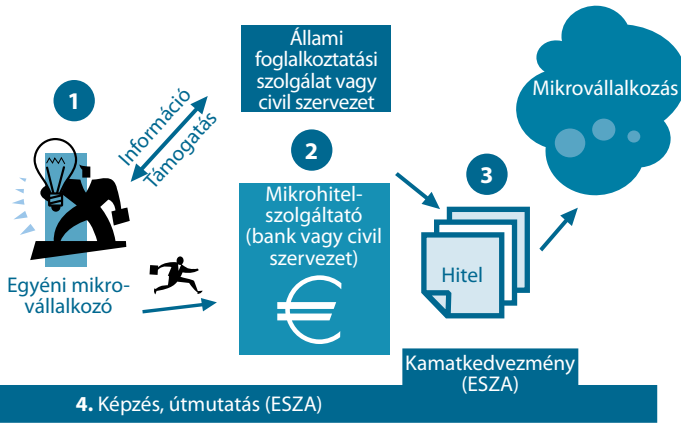 1
Információ
Támogatás
Egyéni mikro-
vállalkozó
Állami
foglalkoztatási
szolgálat vagy
civil szervezet
2
Mikrohitel-
szolgáltató
(bank vagy civil
szervezet)
€
3
Hitel
Mikrovállalkozás
Kamatkedvezmény
(ESZA)
4. Képzés, útmutatás (ESZA)